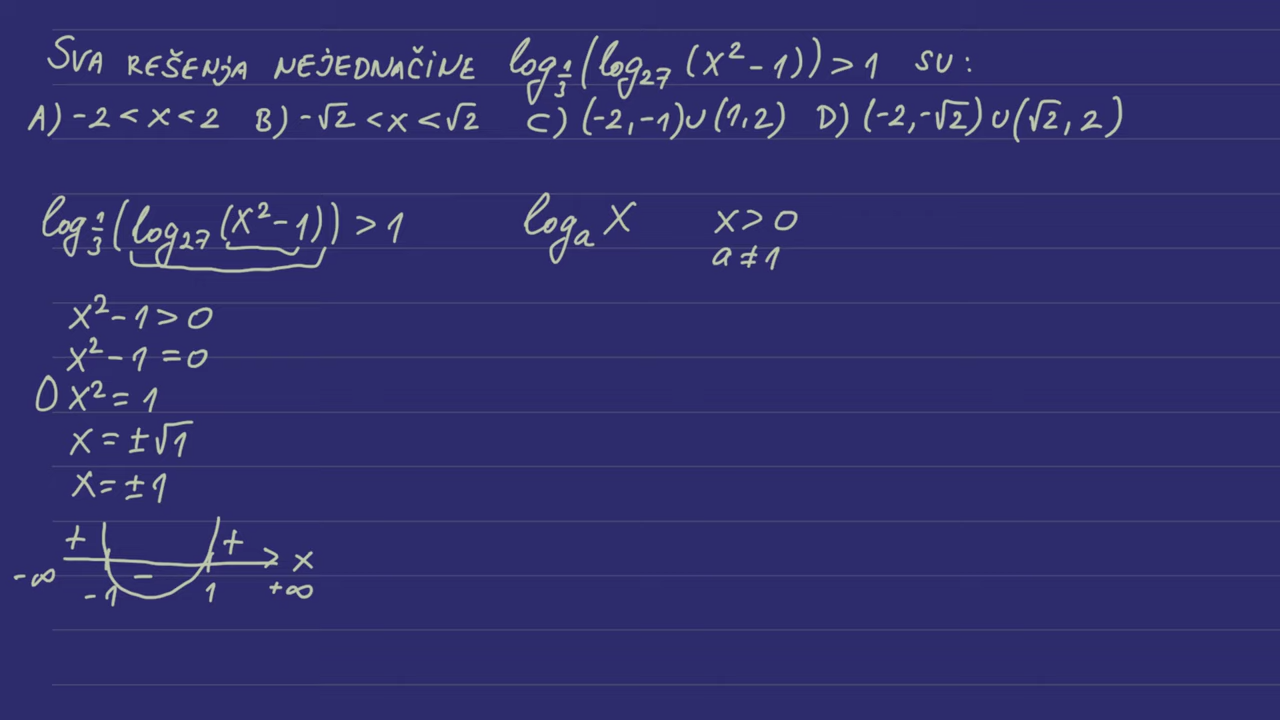 SVA REŠENJA NEJEDNAČINE log_{1/3}(log_{27}(x²-1))>1 SU:
A) -2<x<2 B) -√2<x<√2 C) (-2,-1)∪(1,2) D) (-2,-√2)∪(√2,2)
log_{1/3}(log_{27}(x²-1))>1 log_a x x>0
a≠1
x²-1>0
x²-1=0
0 x²=1
x=±√1
x=±1
+ + x
-∞ -1 - 1 +∞